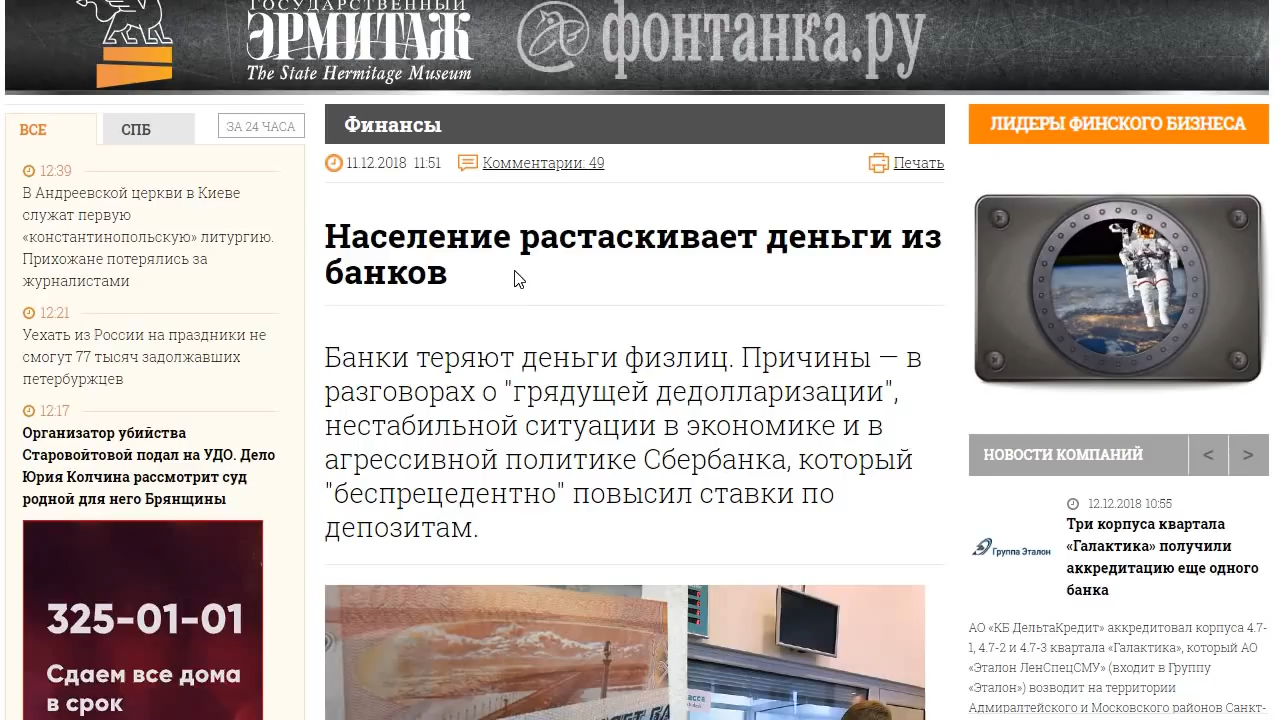 ГОСУДАРСТВЕННЫЙ
ЭРМИТАЖ
The State Hermitage Museum
фонтанка.ру
ВСЕ
СПБ
ЗА 24 ЧАСА
12:39
В Андреевской церкви в Киеве
служат первую
«константинопольскую» литургию.
Прихожане потерялись за
журналистами
12:21
Уехать из России на праздники не
смогут 77 тысяч задолжавших
петербуржцев
12:17
Организатор убийства
Старовойтовой подал на УДО. Дело
Юрия Колчина рассмотрит суд
родной для него Брянщины
325-01-01
Сдаем все дома
в срок
Финансы
11.12.2018 11:51
Комментарии: 49
Печать
Население растаскивает деньги из
банков
Банки теряют деньги физлиц. Причины — в
разговорах о "грядущей дедолларизации",
нестабильной ситуации в экономике и в
агрессивной политике Сбербанка, который
"беспрецедентно" повысил ставки по
депозитам.
ЛИДЕРЫ ФИНСКОГО БИЗНЕСА
НОВОСТИ КОМПАНИЙ
<
>
12.12.2018 10:55
Группа Эталон
Три корпуса квартала
«Галактика» получили
аккредитацию еще одного
банка
АО «КБ ДельтаКредит» аккредитовал корпуса 4.7-
1, 4.7-2 и 4.7-3 квартала «Галактика», который АО
«Эталон ЛенСпецСМУ» (входит в Группу
«Эталон») возводит на территории
Адмиралтейского и Московского районов Санкт-